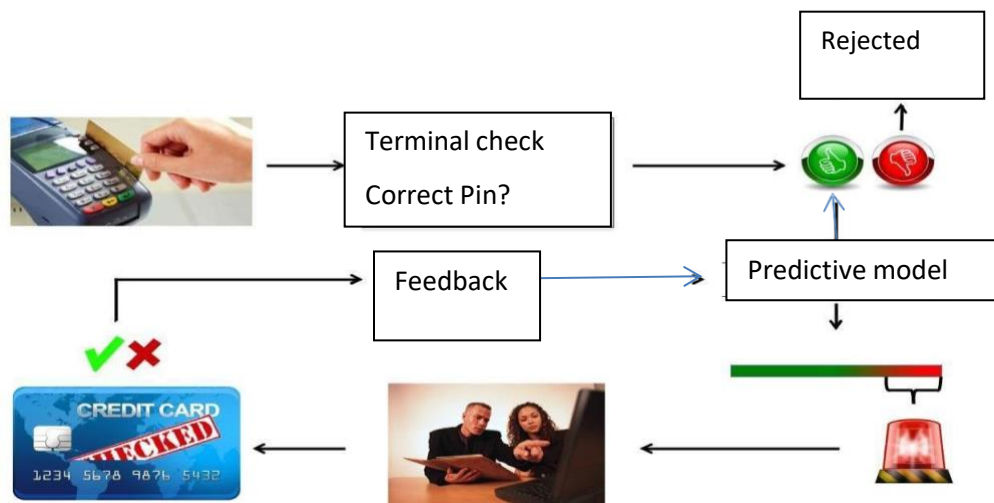 Rejected
Terminal check
Correct Pin?
Feedback
Predictive model
CREDIT CARD
CHECKED
1234 5678 9876 5432